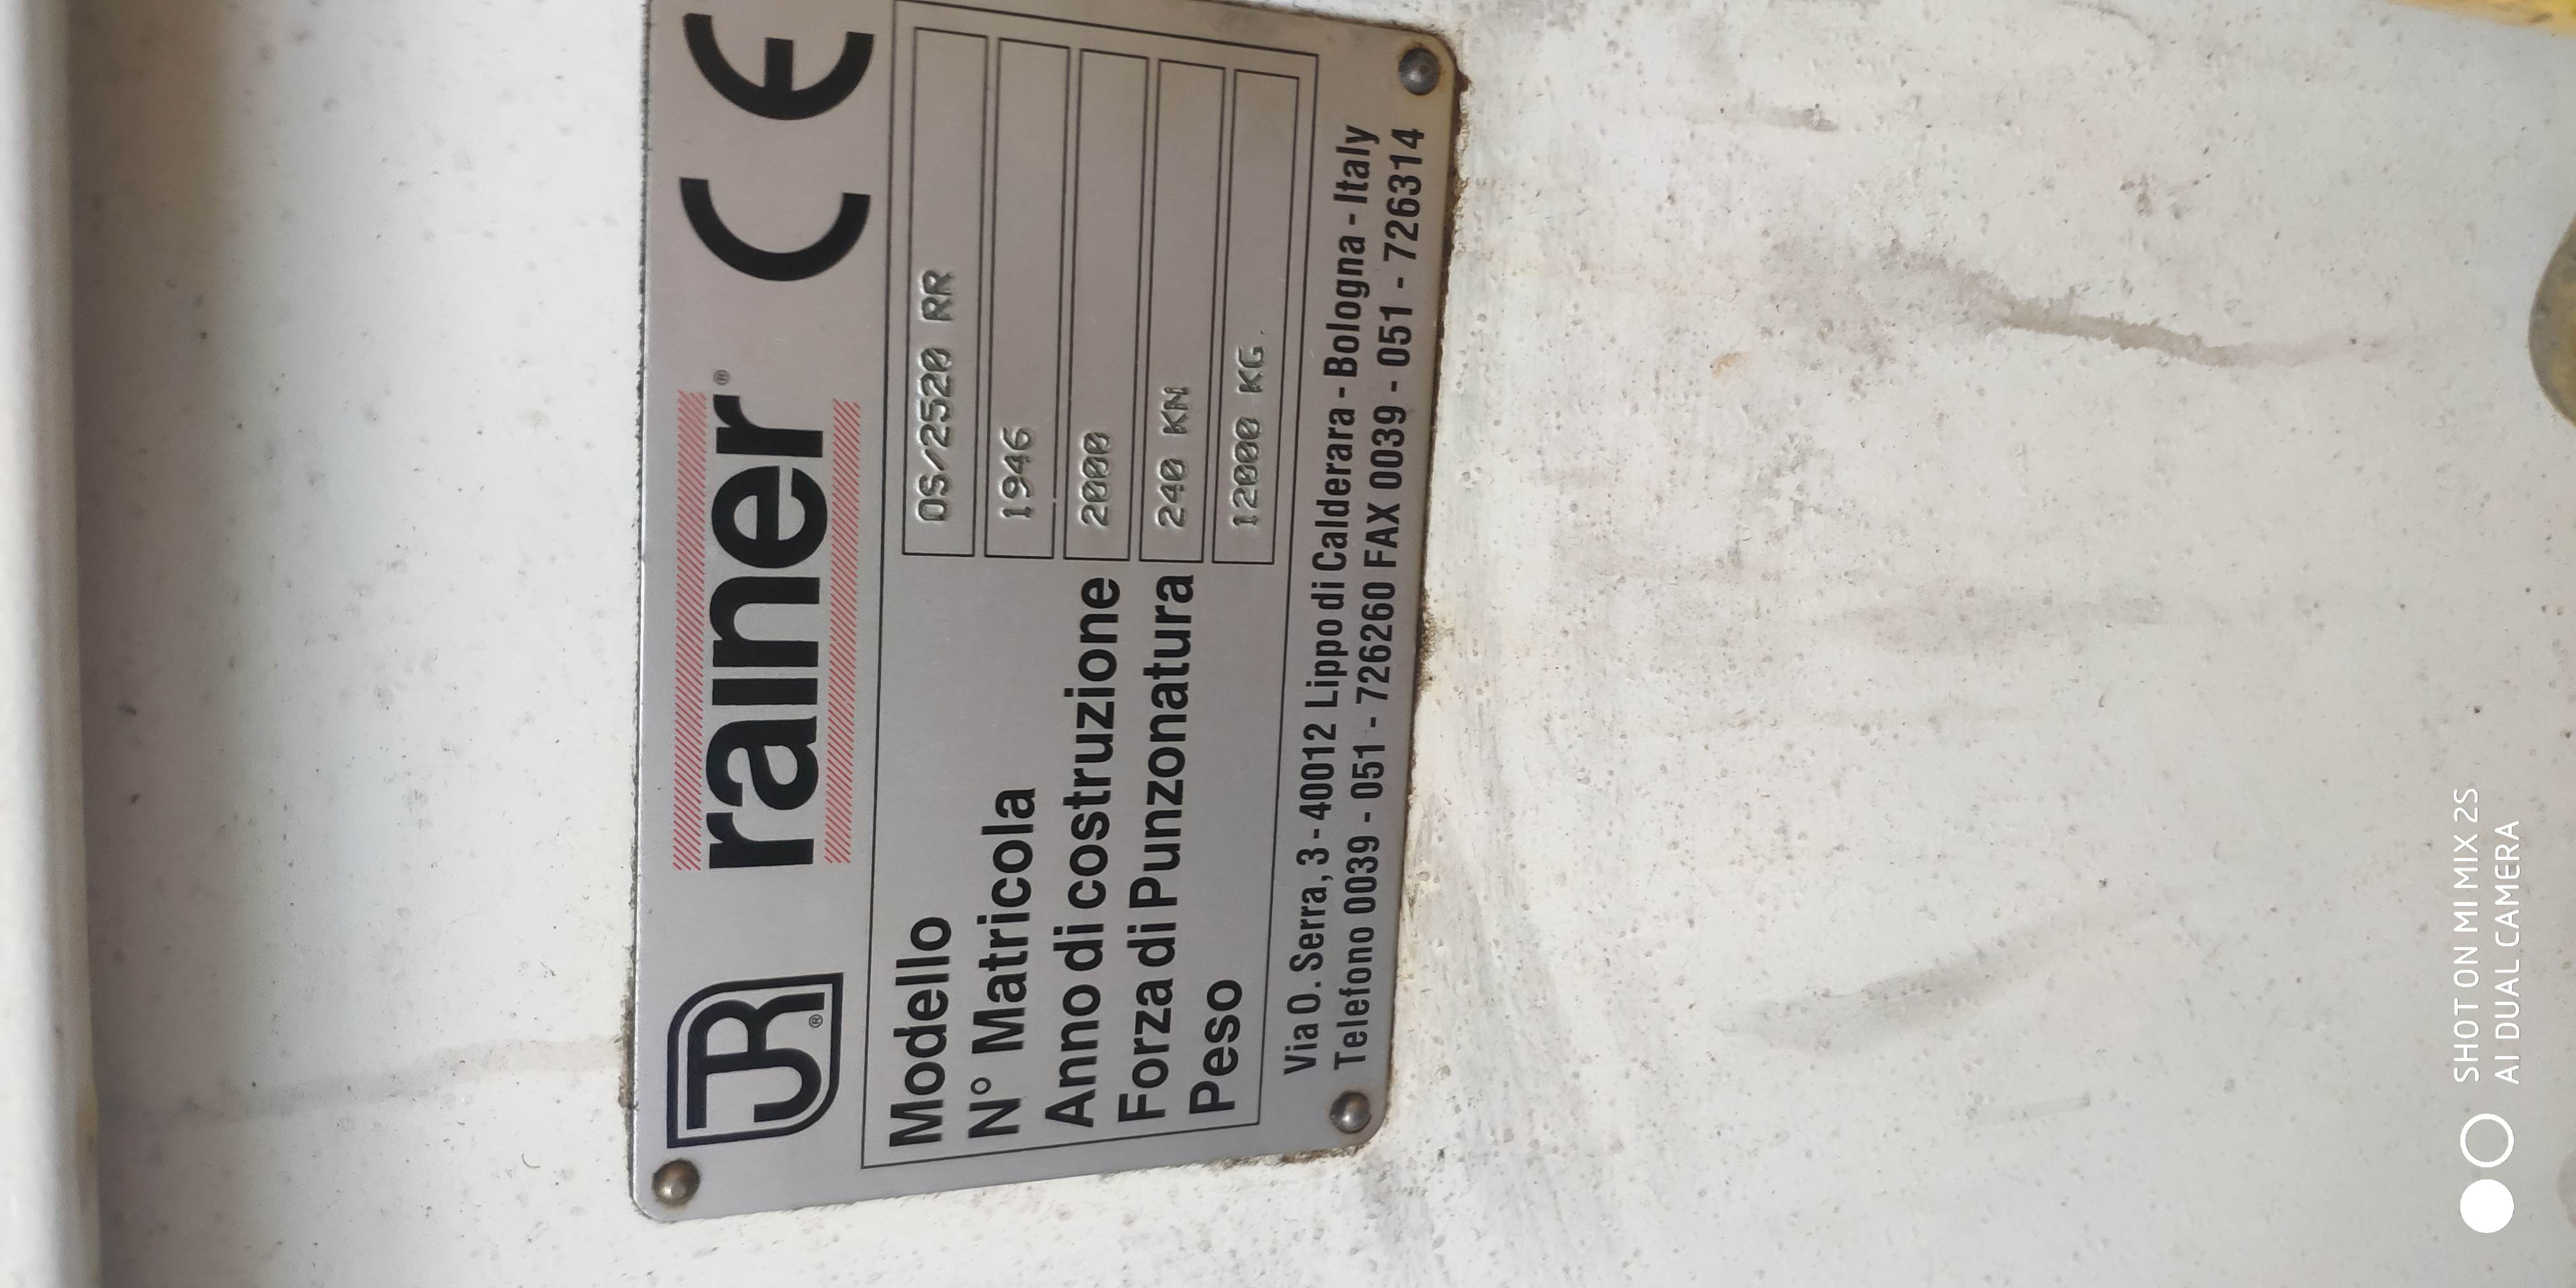 JR® rainer® CE
Modello OS/2520 RR
N° Matricola 1946
Anno di costruzione 2000
Forza di Punzonatura 240 KN
Peso 12000 KG.
Via O. Serra, 3 - 40012 Lippo di Calderara - Bologna - Italy
Telefono 0039 - 051 - 726260 FAX 0039 - 051 - 726314
SHOT ON MI MIX 2S
AI DUAL CAMERA